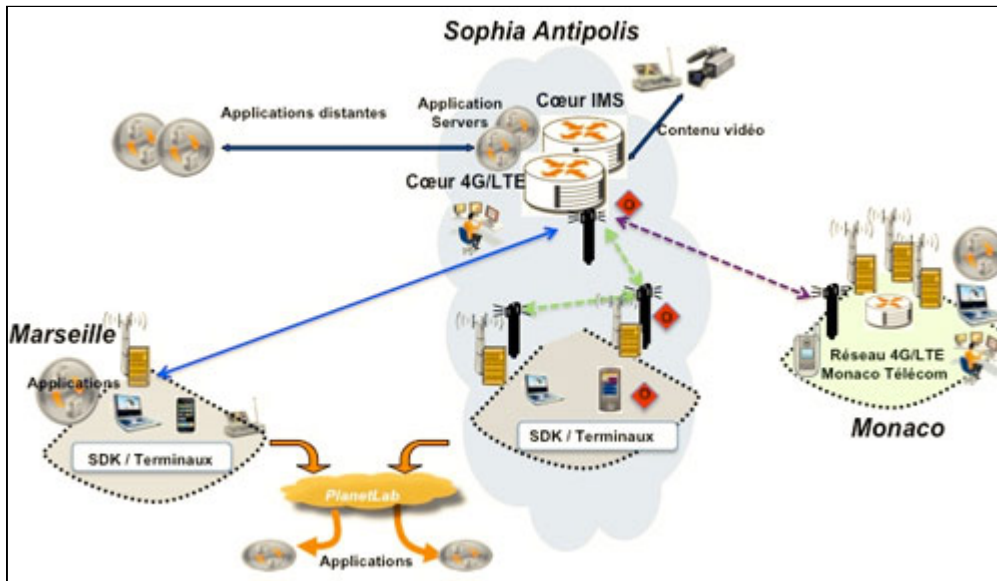 Sophia Antipolis
Applications distantes
Application
Servers
Cœur IMS
Contenu vidéo
Cœur 4G/LTE
Marseille
Applications
SDK / Terminaux
SDK / Terminaux
Réseau 4G/LTE
Monaco Télécom
Monaco
PlanetLab
Applications